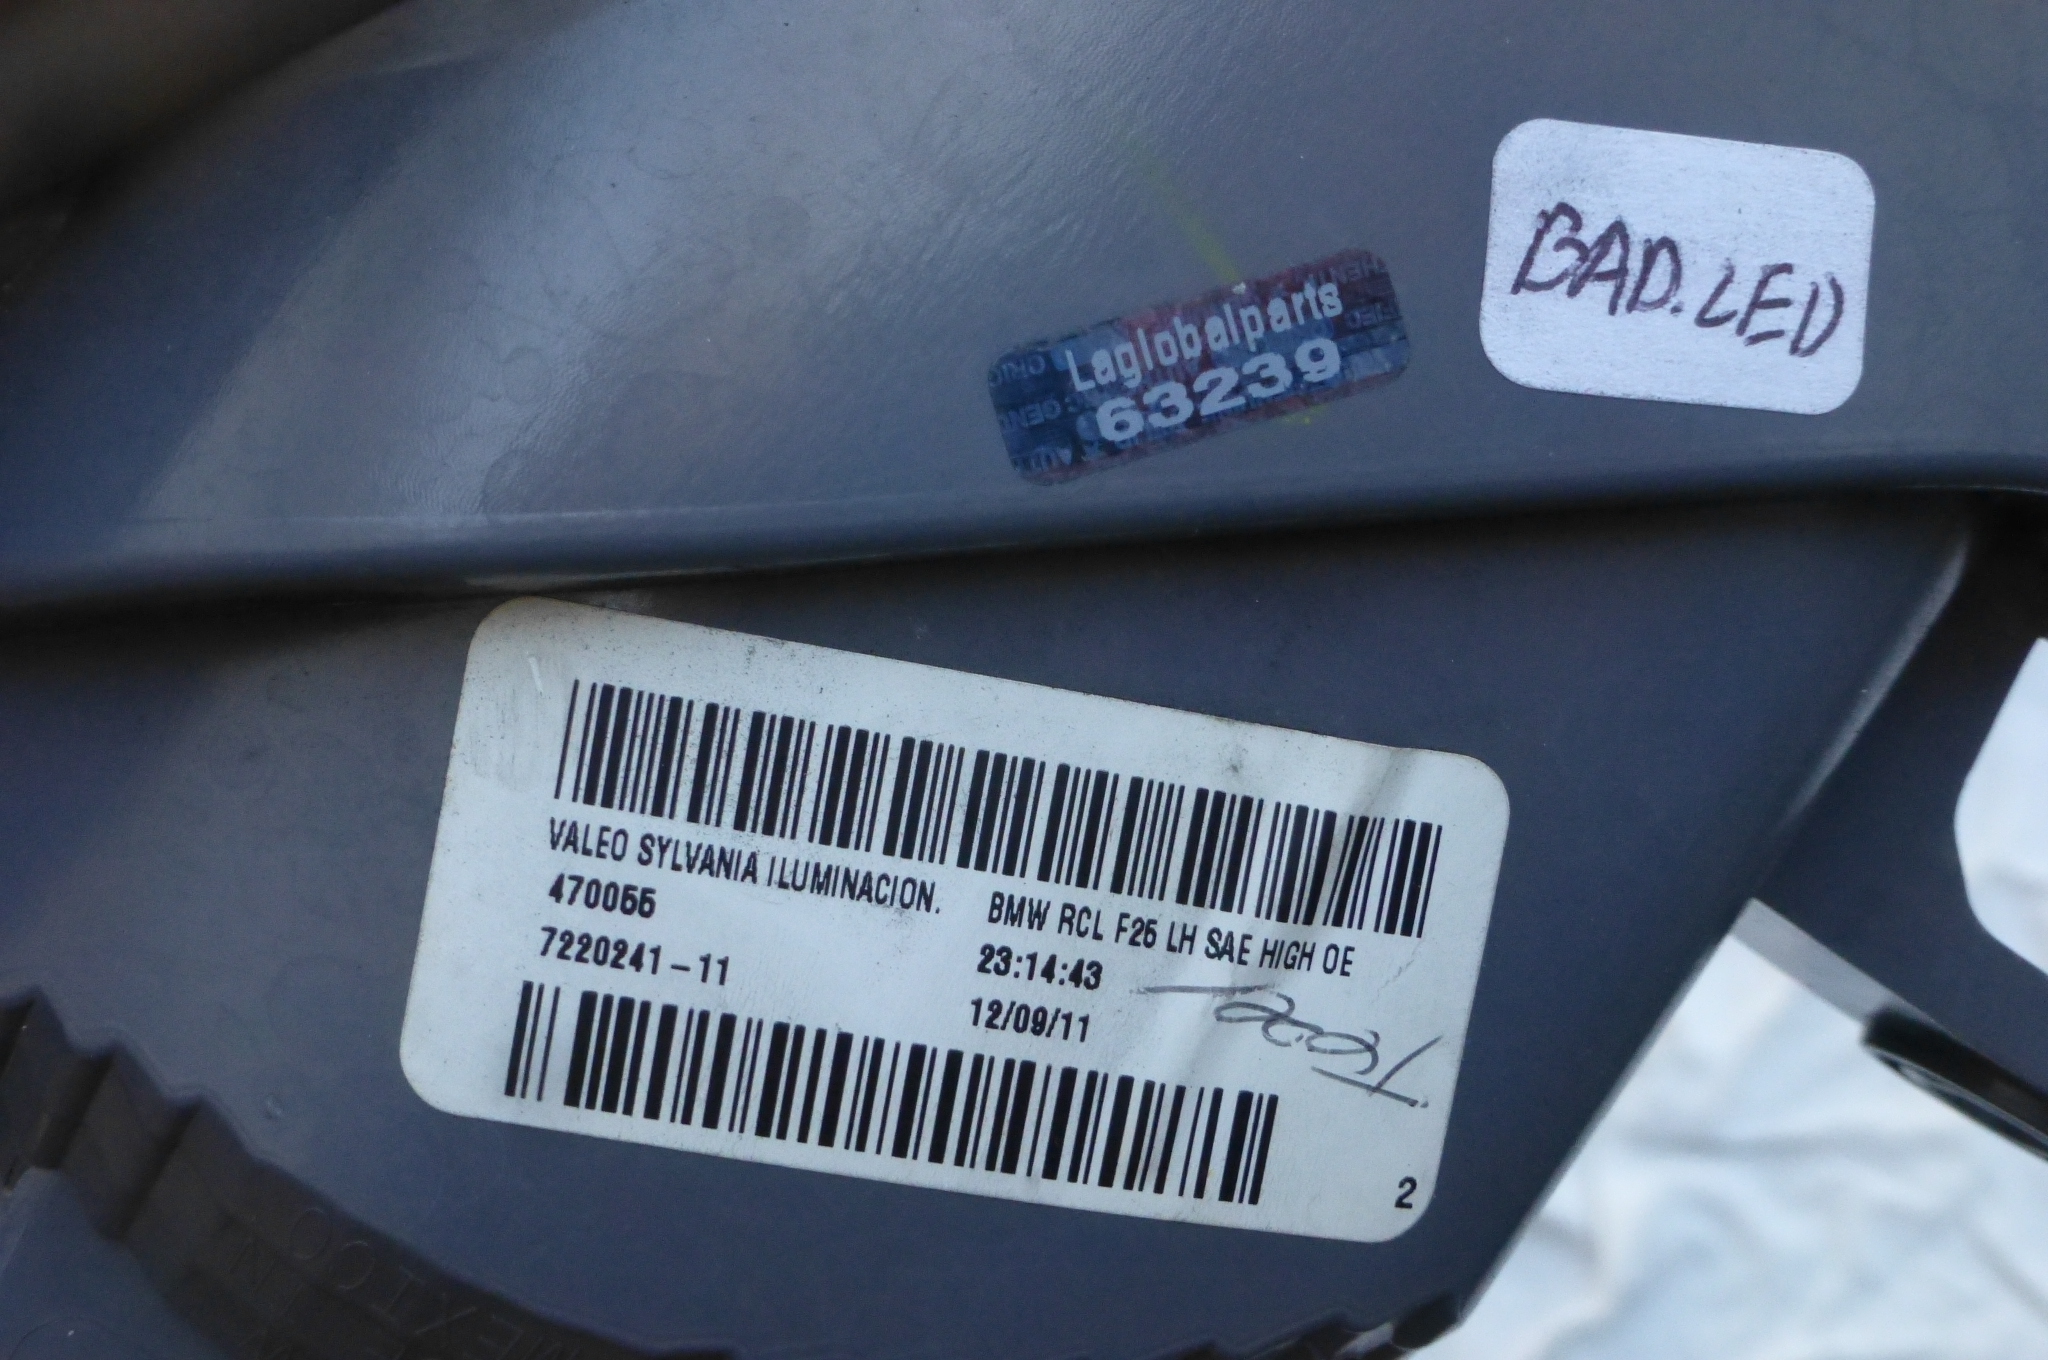 BAD.LED
Laglobalparts
63239
VALEO SYLVANIA ILUMINACION.
BMW RCL F25 LH SAE HIGH OE
470055
23:14:43
7220241-11
12/09/11
2